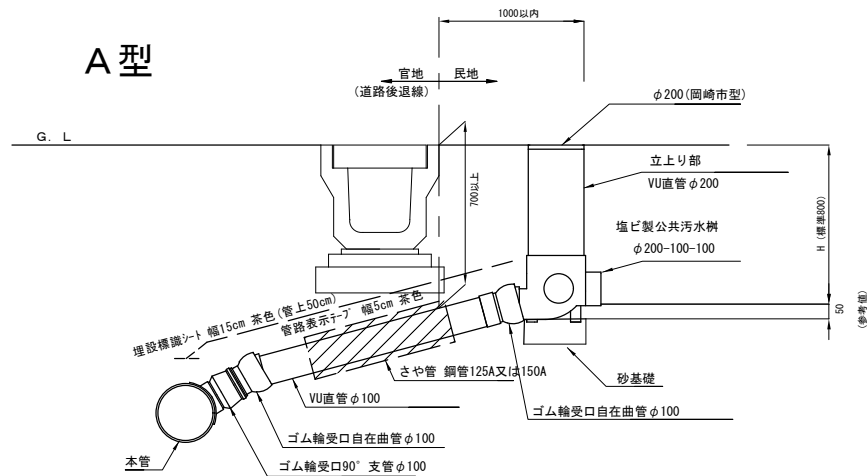 A型
1000以内
官地
民地
(道路後退線)
φ200(岡崎市型)
G. L
立上り部
VU直管φ200
700以上
H (標準800)
塩ビ製公共汚水桝
φ200-100-100
50
(参考値)
埋設標識シート 幅15cm 茶色(管上50cm)
管路表示テープ 幅5cm 茶色
さや管 鋼管125A又は150A
砂基礎
VU直管φ100
ゴム輪受口自在曲管φ100
ゴム輪受口自在曲管φ100
本管
ゴム輪受口90°支管φ100